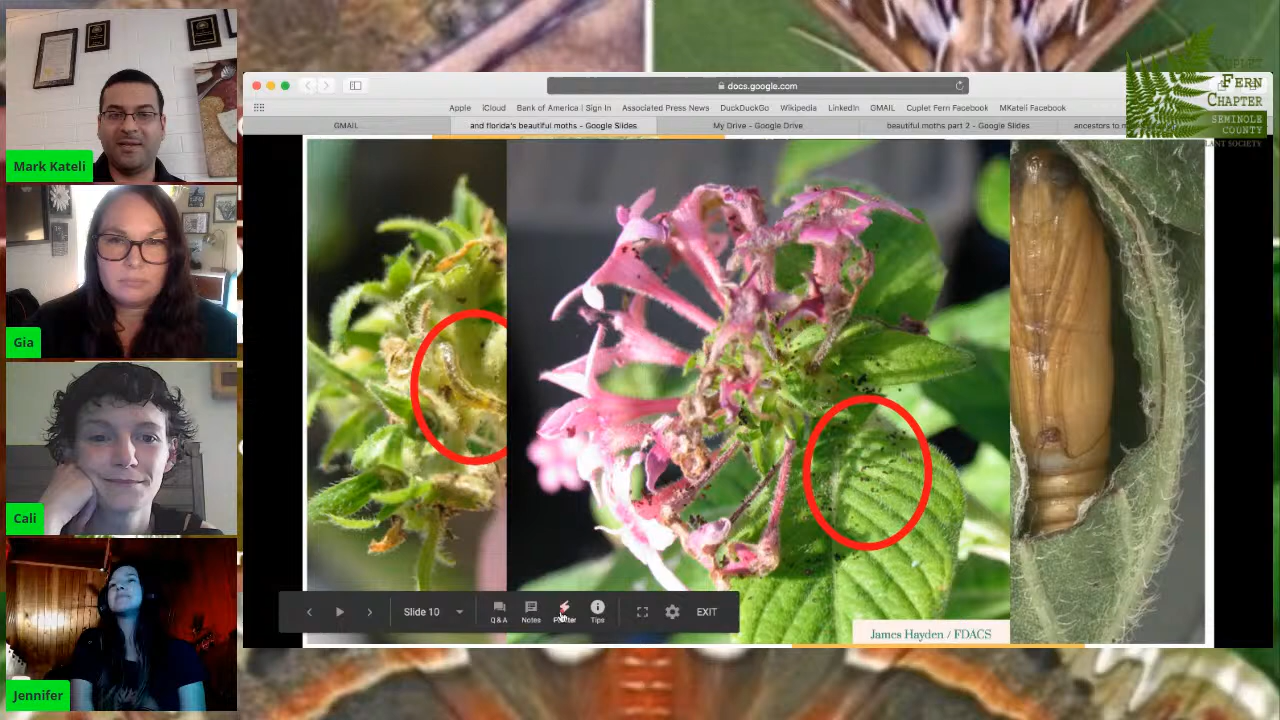 Mark Kateli
Gia
Cali
Jennifer
docs.google.com
Apple iCloud Bank of America | Sign In Associated Press News DuckDuckGo Wikipedia LinkedIn GMAIL Cuplet Fern Facebook MKateli Facebook
GMAIL and florida's beautiful moths - Google Slides My Drive - Google Drive beautiful moths part 2 - Google Slides ancestors to
CUPLET
FERN
CHAPTER
SEMINOLE
COUNTY
PLANT SOCIETY
Slide 10 Q & A Notes Pointer Tips EXIT
James Hayden / FDACS